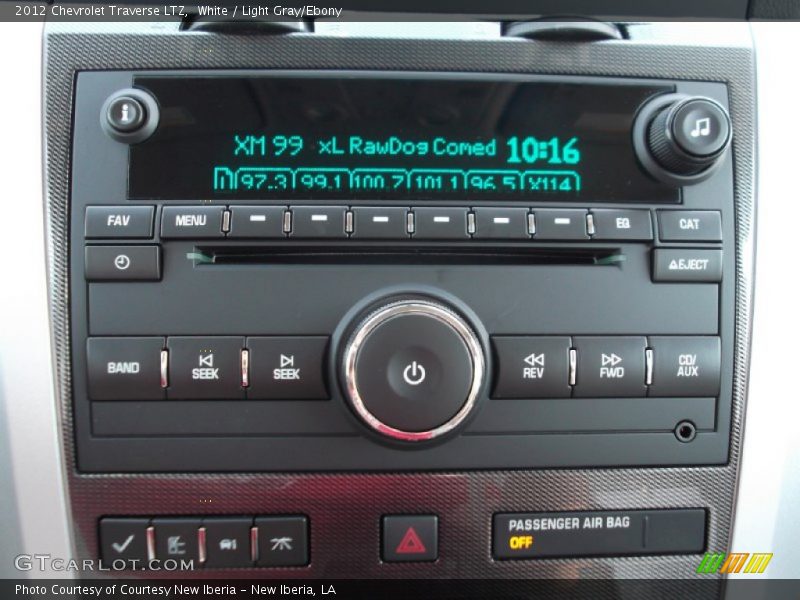 2012 Chevrolet Traverse LTZ,  White / Light Gray/Ebony
i
XM 99 xL RawDog Comed 10:16
97.3 99.1 100.7 101.1 96.5 X114
FAV MENU EQ CAT
EJECT
BAND SEEK SEEK REV FWD CD/AUX
PASSENGER AIR BAG
OFF
GTCarLot.com
Photo Courtesy of Courtesy New Iberia - New Iberia, LA